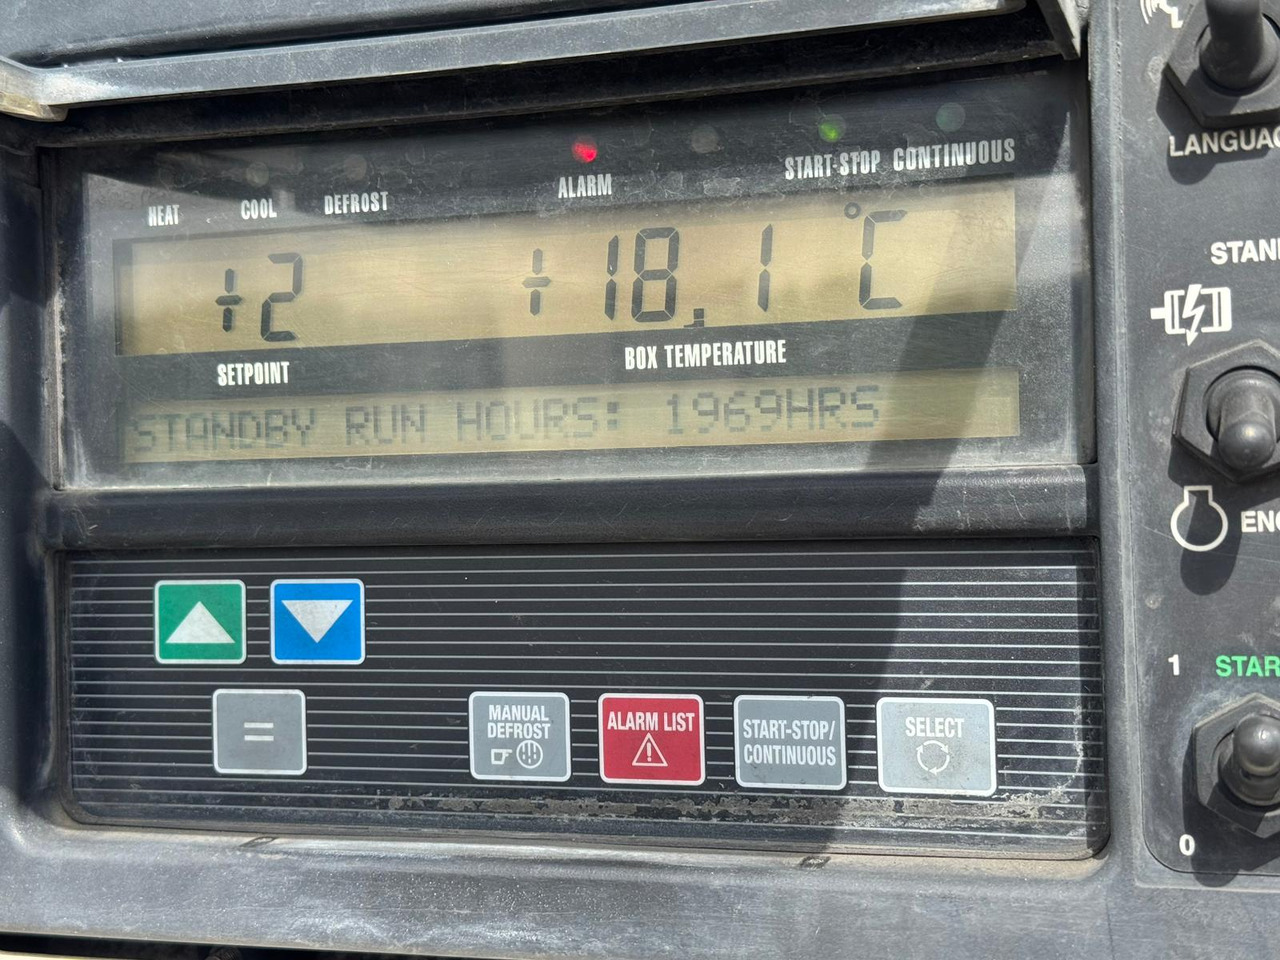 LANGUAG
HEAT COOL DEFROST ALARM START-STOP CONTINUOUS
+2 +18.1 °C
SETPOINT BOX TEMPERATURE
STANDBY RUN HOURS: 1969HRS
STAN
ENG
MANUAL DEFROST
ALARM LIST
START-STOP/
CONTINUOUS
SELECT
=
1 STAR
0